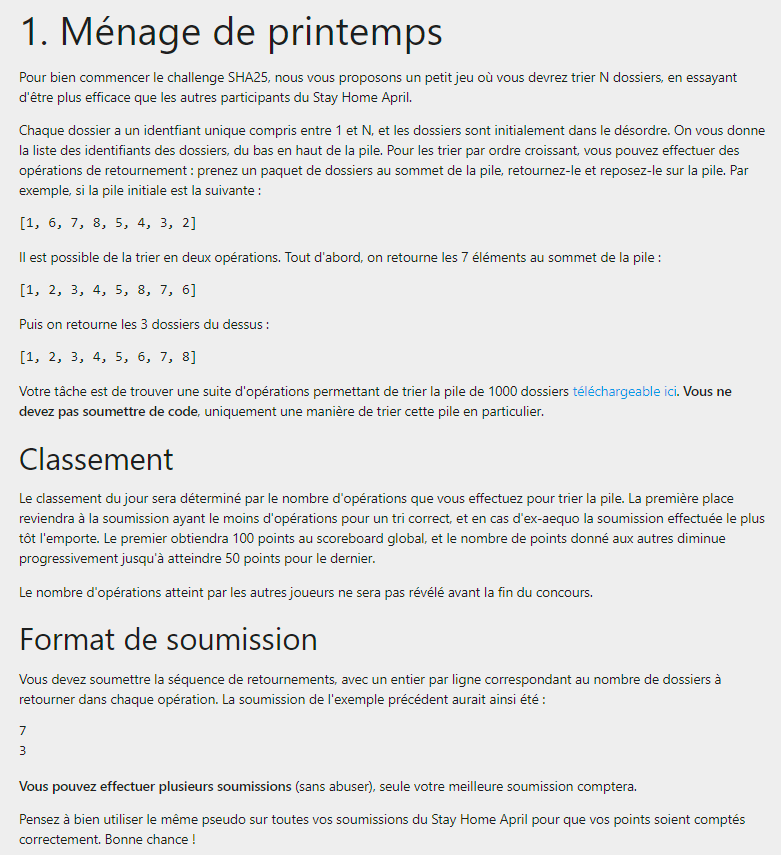 1. Ménage de printemps
Pour bien commencer le challenge SHA25, nous vous proposons un petit jeu où vous devrez trier N dossiers, en essayant
d'être plus efficace que les autres participants du Stay Home April.
Chaque dossier a un identfiant unique compris entre 1 et N, et les dossiers sont initialement dans le désordre. On vous donne
la liste des identifiants des dossiers, du bas en haut de la pile. Pour les trier par ordre croissant, vous pouvez effectuer des
opérations de retournement : prenez un paquet de dossiers au sommet de la pile, retournez-le et reposez-le sur la pile. Par
exemple, si la pile initiale est la suivante :
[1, 6, 7, 8, 5, 4, 3, 2]
Il est possible de la trier en deux opérations. Tout d'abord, on retourne les 7 éléments au sommet de la pile :
[1, 2, 3, 4, 5, 8, 7, 6]
Puis on retourne les 3 dossiers du dessus :
[1, 2, 3, 4, 5, 6, 7, 8]
Votre tâche est de trouver une suite d'opérations permettant de trier la pile de 1000 dossiers téléchargeable ici. Vous ne
devez pas soumettre de code, uniquement une manière de trier cette pile en particulier.
Classement
Le classement du jour sera déterminé par le nombre d'opérations que vous effectuez pour trier la pile. La première place
reviendra à la soumission ayant le moins d'opérations pour un tri correct, et en cas d'ex-aequo la soumission effectuée le plus
tôt l'emporte. Le premier obtiendra 100 points au scoreboard global, et le nombre de points donné aux autres diminue
progressivement jusqu'à atteindre 50 points pour le dernier.
Le nombre d'opérations atteint par les autres joueurs ne sera pas révélé avant la fin du concours.
Format de soumission
Vous devez soumettre la séquence de retournements, avec un entier par ligne correspondant au nombre de dossiers à
retourner dans chaque opération. La soumission de l'exemple précédent aurait ainsi été :
7
3
Vous pouvez effectuer plusieurs soumissions (sans abuser), seule votre meilleure soumission comptera.
Pensez à bien utiliser le même pseudo sur toutes vos soumissions du Stay Home April pour que vos points soient comptés
correctement. Bonne chance !